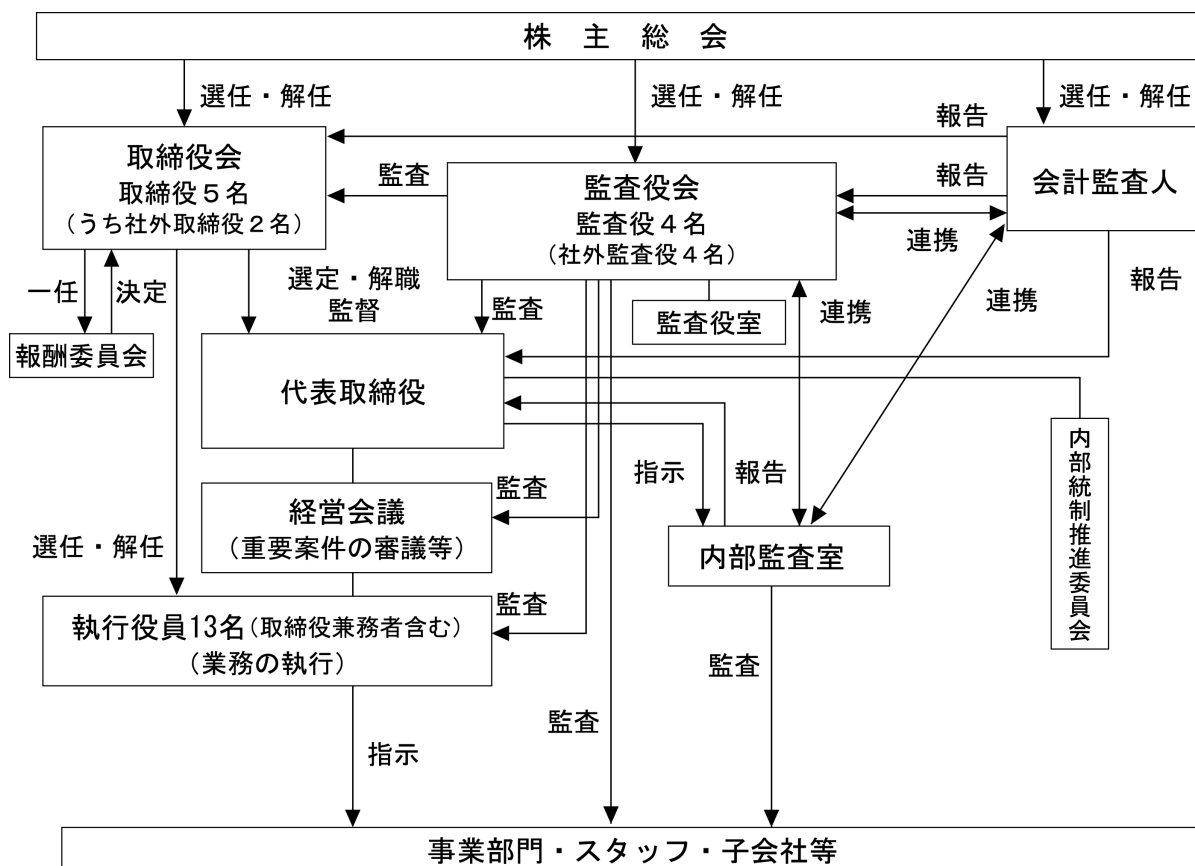 株主総会
選任・解任
選任・解任
選任・解任
報告
取締役会
取締役5名
(うち社外取締役2名)
監査
監査役会
監査役4名
(社外監査役4名)
報告
連携
会計監査人
一任
決定
選定・解職
監督
監査
監査役室
連携
連携
報告
報酬委員会
代表取締役
指示
報告
内部統制推進委員会
経営会議
(重要案件の審議等)
監査
選任・解任
内部監査室
執行役員13名(取締役兼務者含む)
(業務の執行)
監査
監査
監査
指示
事業部門・スタッフ・子会社等